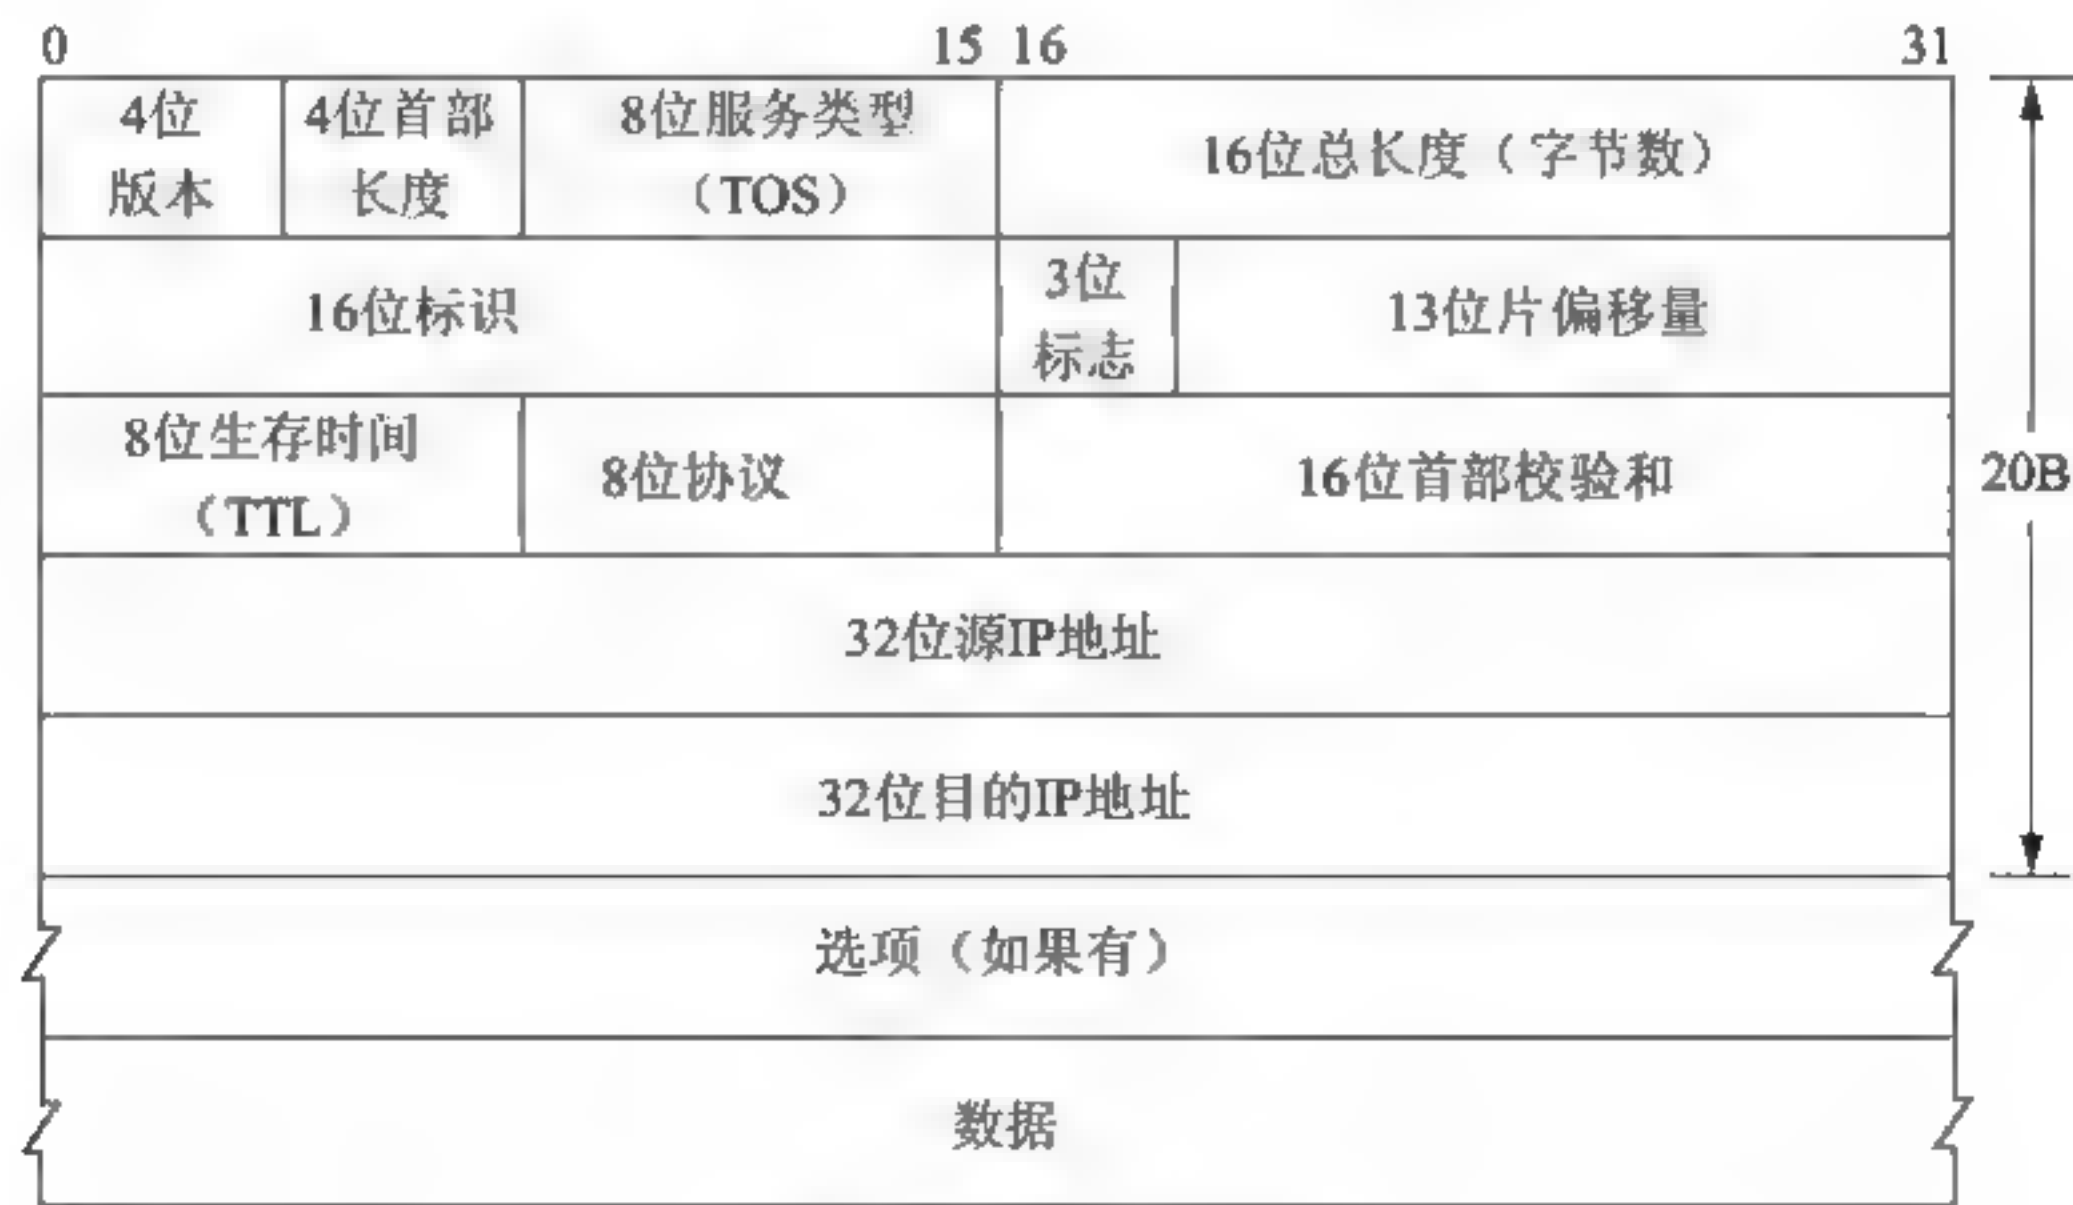 0 15 16 31
4位
版本
4位首部
长度
8位服务类型
（TOS）
16位总长度（字节数）
16位标识
3位
标志
13位片偏移量
8位生存时间
（TTL）
8位协议
16位首部校验和
20B
32位源IP地址
32位目的IP地址
选项（如果有）
数据